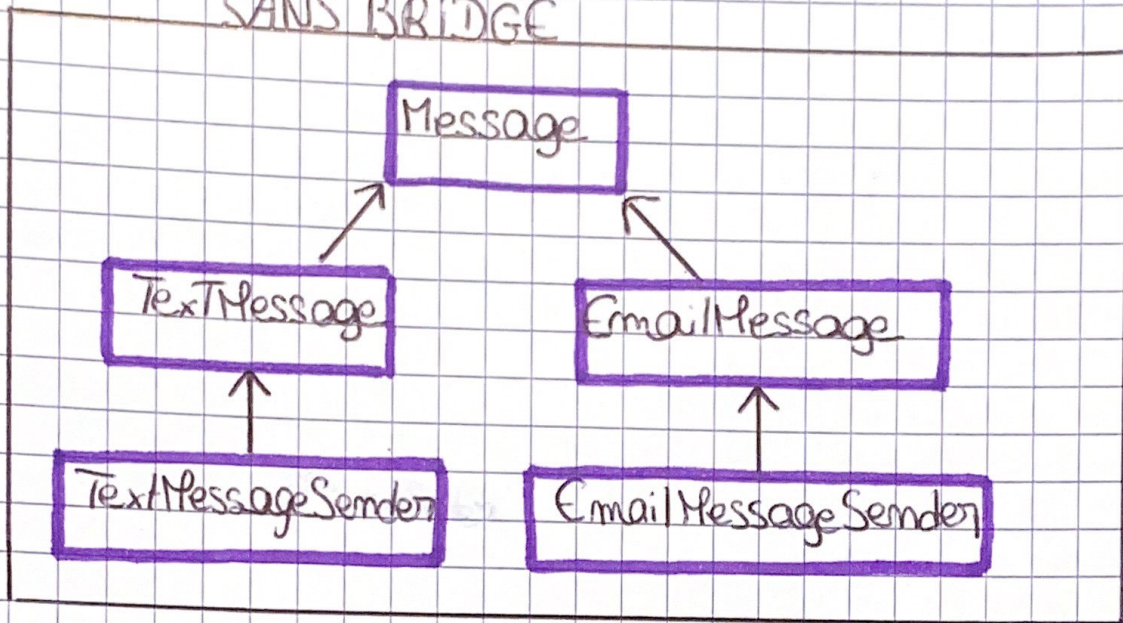 SANS BRIDGE
Message
TexTMessage
EmailMessage
TextMessageSender
EmailMessageSender